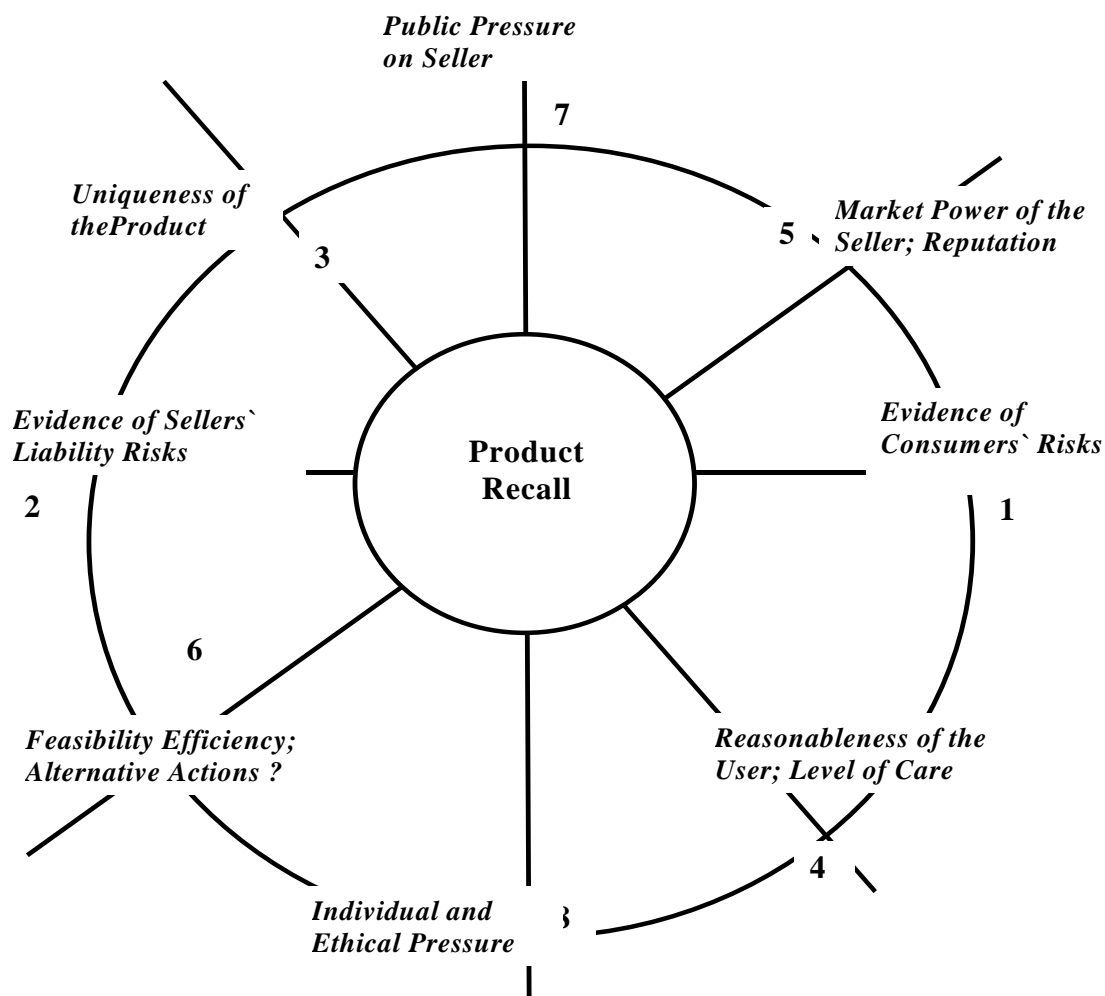 Public Pressure
on Seller
7
Uniqueness of
theProduct
3
5
Market Power of the
Seller; Reputation
Evidence of Sellers`
Liability Risks
2
Product
Recall
Evidence of
Consumers` Risks
1
6
Feasibility Efficiency;
Alternative Actions ?
Reasonableness of the
User; Level of Care
4
Individual and
Ethical Pressure